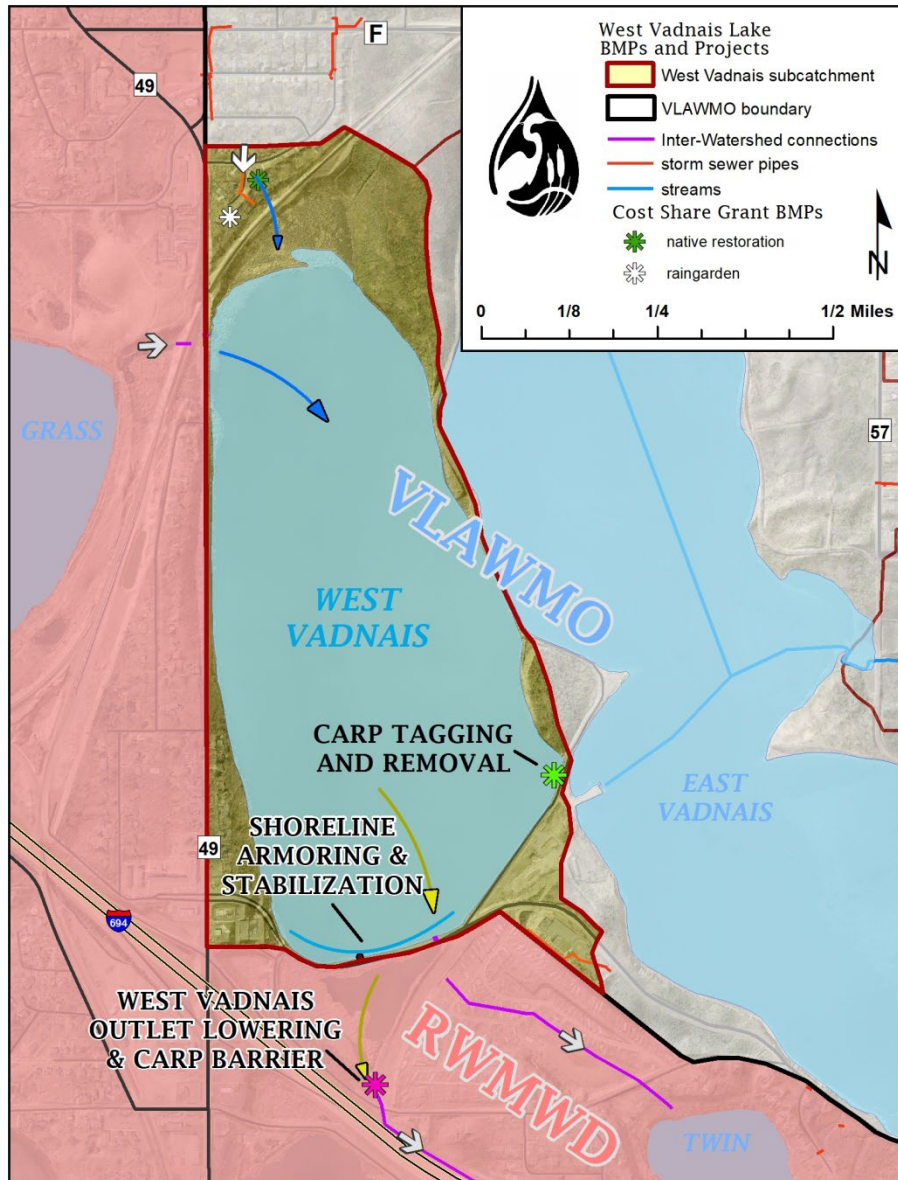 49
F
West Vadnais Lake
BMPs and Projects
West Vadnais subcatchment
VLAWMO boundary
Inter-Watershed connections
storm sewer pipes
streams
Cost Share Grant BMPs
native restoration
raingarden
N
0 1/8 1/4 1/2 Miles
GRASS
57
VLAWMO
WEST
VADNAIS
CARP TAGGING
AND REMOVAL
EAST
VADNAIS
49
SHORELINE
ARMORING &
STABILIZATION
694
WEST VADNAIS
OUTLET LOWERING
& CARP BARRIER
RWMWD
TWIN